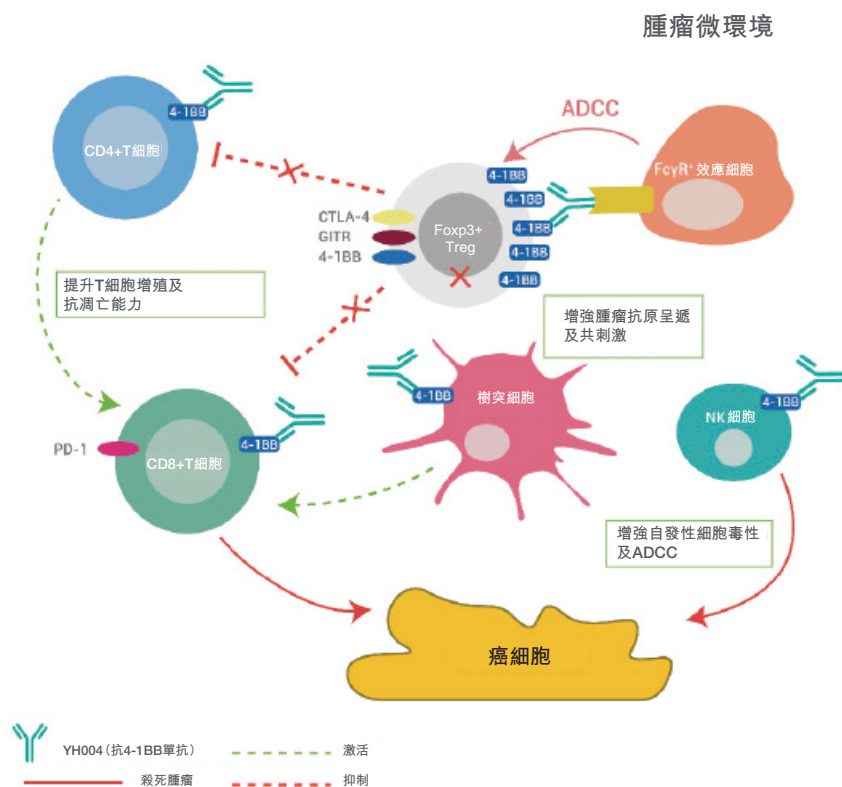 腫瘤微環境
4-1BB
CD4+T細胞
ADCC
FcγR+ 效應細胞
4-1BB
4-1BB
4-1BB
4-1BB
4-1BB
CTLA-4
GITR
4-1BB
Foxp3+
Treg
提升T細胞增殖及
抗凋亡能力
增強腫瘤抗原呈遞
及共刺激
4-1BB
樹突細胞
4-1BB
NK細胞
PD-1
CD8+T細胞
4-1BB
增強自發性細胞毒性
及ADCC
癌細胞
YH004（抗4-1BB單抗）
激活
殺死腫瘤
抑制